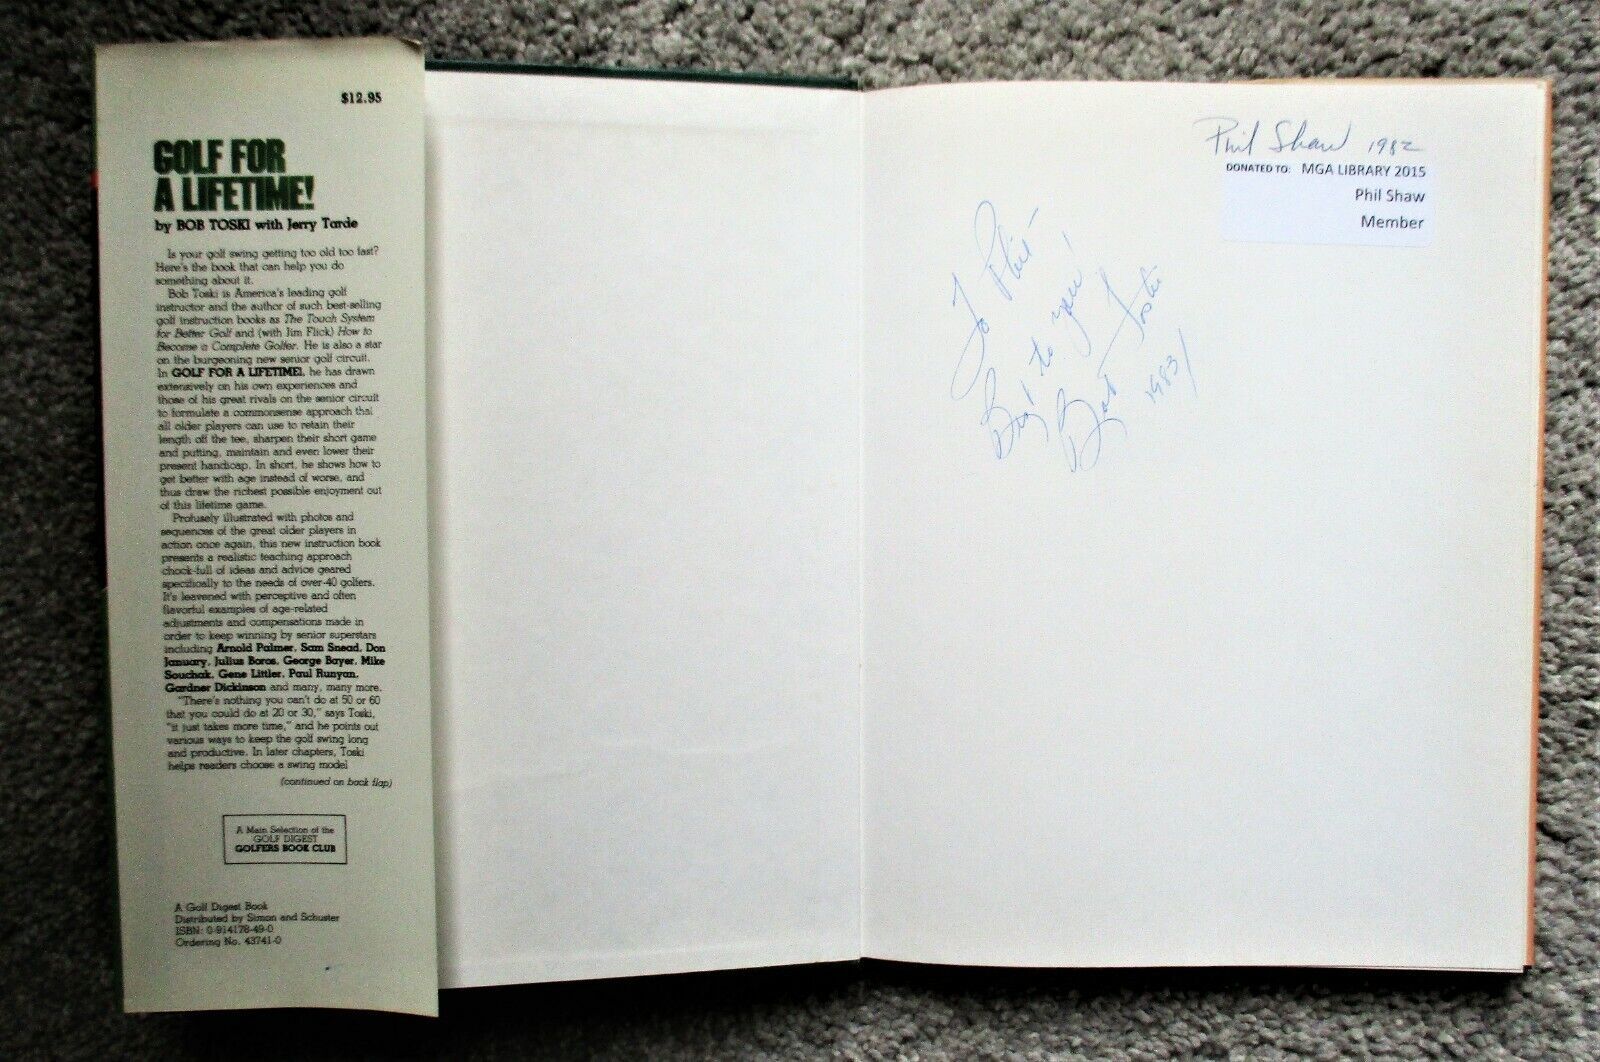 $12.95
GOLF FOR
A LIFETIME!
by BOB TOSKI with Jerry Tarde
Is your golf swing getting too old too fast?
Here's the book that can help you do
something about it.
Bob Toski is America's leading golf
instructor and the author of such best-selling
golf instruction books as The Touch System
for Better Golf and (with Jim Flick) How to
Become a Complete Golfer. He is also a star
on the burgeoning new senior golf circuit.
In GOLF FOR A LIFETIME!, he has drawn
extensively on his own experiences and
those of his great rivals on the senior circuit
to formulate a commonsense approach that
all older players can use to retain their
length off the tee, sharpen their short game
and putting, maintain and even lower their
present handicap. In short, he shows how to
get better with age instead of worse, and
thus draw the richest possible enjoyment out
of this lifetime game.
Profusely illustrated with photos and
sequences of the great older players in
action once again, this new instruction book
presents a realistic teaching approach
chock-full of ideas and advice geared
specifically to the needs of over-40 golfers.
It's leavened with perceptive and often
flavorful examples of age-related
adjustments and compensations made in
order to keep winning by senior superstars
including Arnold Palmer, Sam Snead, Don
January, Julius Boros, George Bayer, Mike
Souchak, Gene Littler, Paul Runyan,
Gardner Dickinson and many, many more.
"There's nothing you can't do at 50 or 60
that you could do at 20 or 30," says Toski,
"it just takes more time," and he points out
various ways to keep the golf swing long
and productive. In later chapters, Toski
helps readers choose a swing model
(continued on back flap)
A Main Selection of the
GOLF DIGEST
GOLFERS BOOK CLUB
A Golf Digest Book
Distributed by Simon and Schuster
ISBN: 0-914178-49-0
Ordering No. 43741-0
Phil Shaw 1982
DONATED TO: MGA LIBRARY 2015
Phil Shaw
Member
To Phil-
Best to you!
Bob Toski
1983/